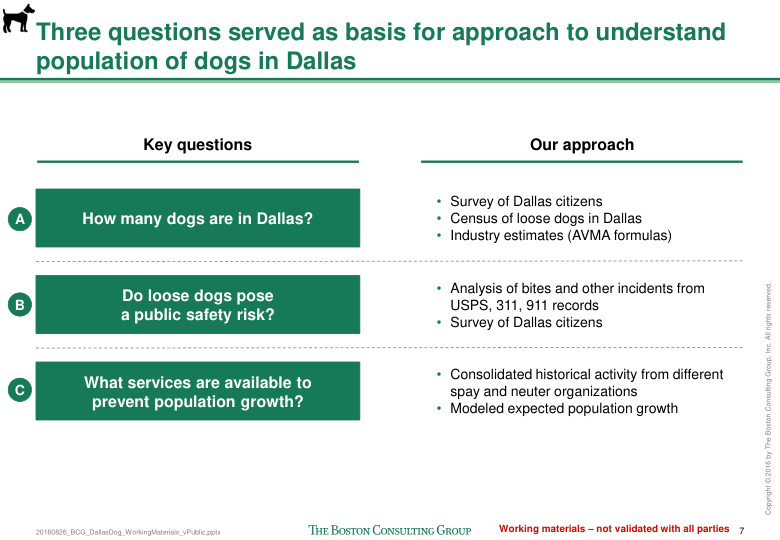 Three questions served as basis for approach to understand
population of dogs in Dallas
Key questions
Our approach
A
How many dogs are in Dallas?
• Survey of Dallas citizens
• Census of loose dogs in Dallas
• Industry estimates (AVMA formulas)
B
Do loose dogs pose
a public safety risk?
• Analysis of bites and other incidents from
USPS, 311, 911 records
• Survey of Dallas citizens
C
What services are available to
prevent population growth?
• Consolidated historical activity from different
spay and neuter organizations
• Modeled expected population growth
Copyright © 2016 by The Boston Consulting Group, Inc. All rights reserved.
20160826_BCG_DallasDog_WorkingMaterials_vPublic.pptx
THE BOSTON CONSULTING GROUP
Working materials – not validated with all parties
7